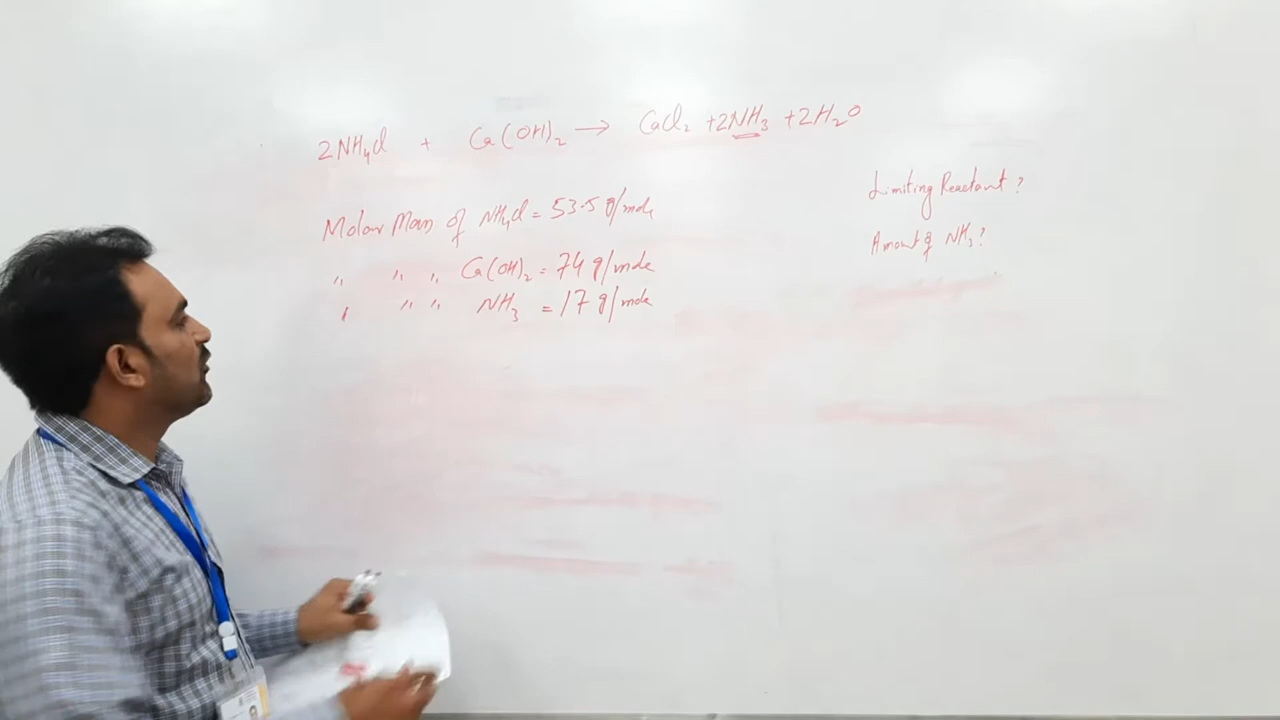 2NH₄Cl + Ca(OH)₂ → CaCl₂ + 2NH₃ + 2H₂O
Molar Mass of NH₄Cl = 53.5 g/mole
" " " Ca(OH)₂ = 74 g/mole
" " " NH₃ = 17 g/mole
Limiting Reactant ?
Amount of NH₃?